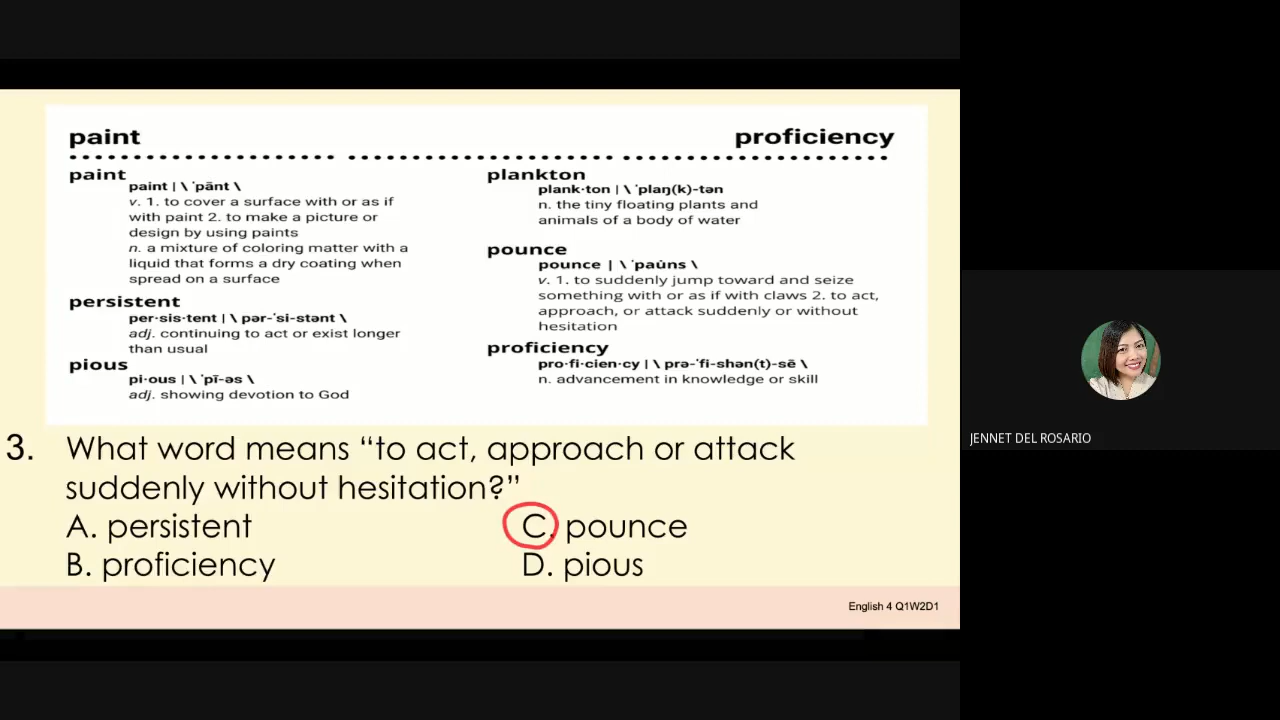 paint proficiency
paint
paint | \ ˈpānt \
v. 1. to cover a surface with or as if
with paint 2. to make a picture or
design by using paints
n. a mixture of coloring matter with a
liquid that forms a dry coating when
spread on a surface
persistent
per·sis·tent | \ pər-ˈsi-stənt \
adj. continuing to act or exist longer
than usual
pious
pi·ous \ ˈpī-əs \
adj. showing devotion to God
plankton
plank·ton | \ ˈplaŋ(k)-tən
n. the tiny floating plants and
animals of a body of water
pounce
pounce | \ ˈpau̇ns \
v. 1. to suddenly jump toward and seize
something with or as if with claws 2. to act,
approach, or attack suddenly or without
hesitation
proficiency
pro·fi·cien·cy | \ prə-ˈfi-shən(t)-sē \
n. advancement in knowledge or skill
3. What word means “to act, approach or attack
suddenly without hesitation?”
A. persistent C. pounce
B. proficiency D. pious
English 4 Q1W2D1
JENNET DEL ROSARIO